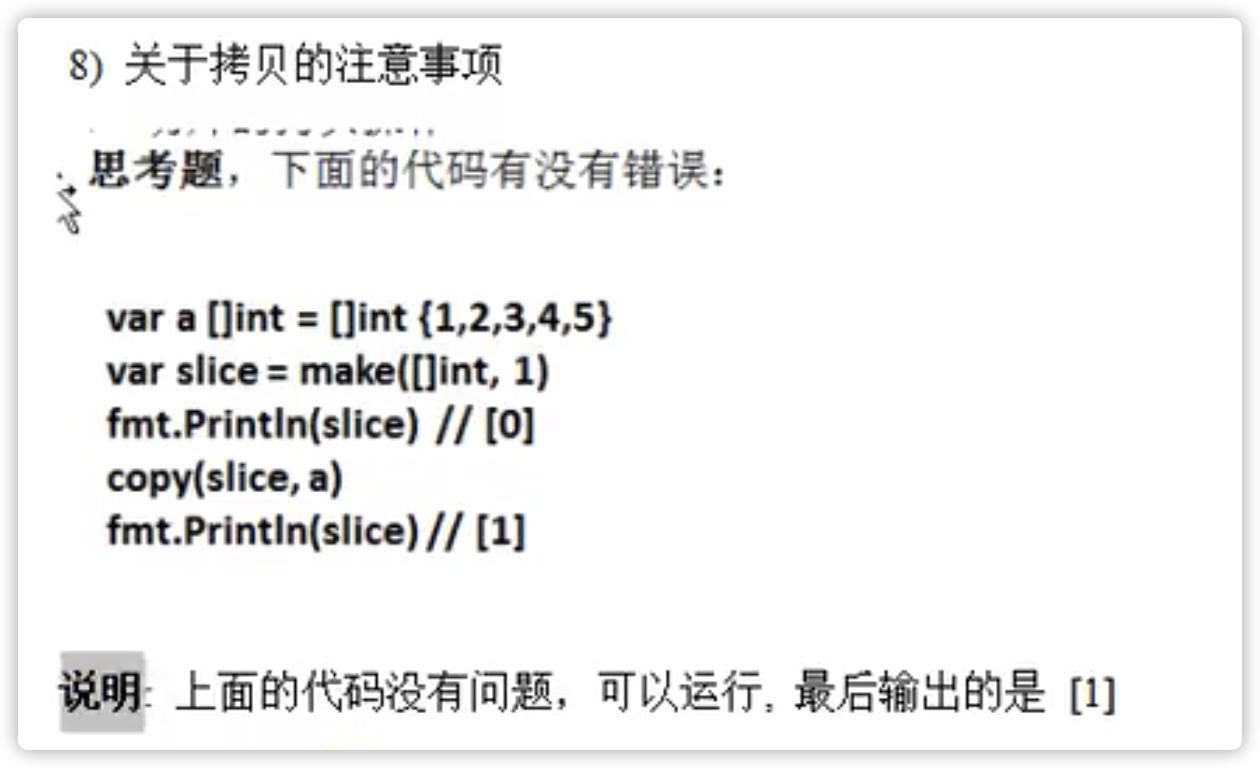 8) 关于拷贝的注意事项
思考题，下面的代码有没有错误：
var a []int = []int {1,2,3,4,5}
var slice = make([]int, 1)
fmt.Println(slice) // [0]
copy(slice, a)
fmt.Println(slice) // [1]
说明: 上面的代码没有问题，可以运行, 最后输出的是 [1]